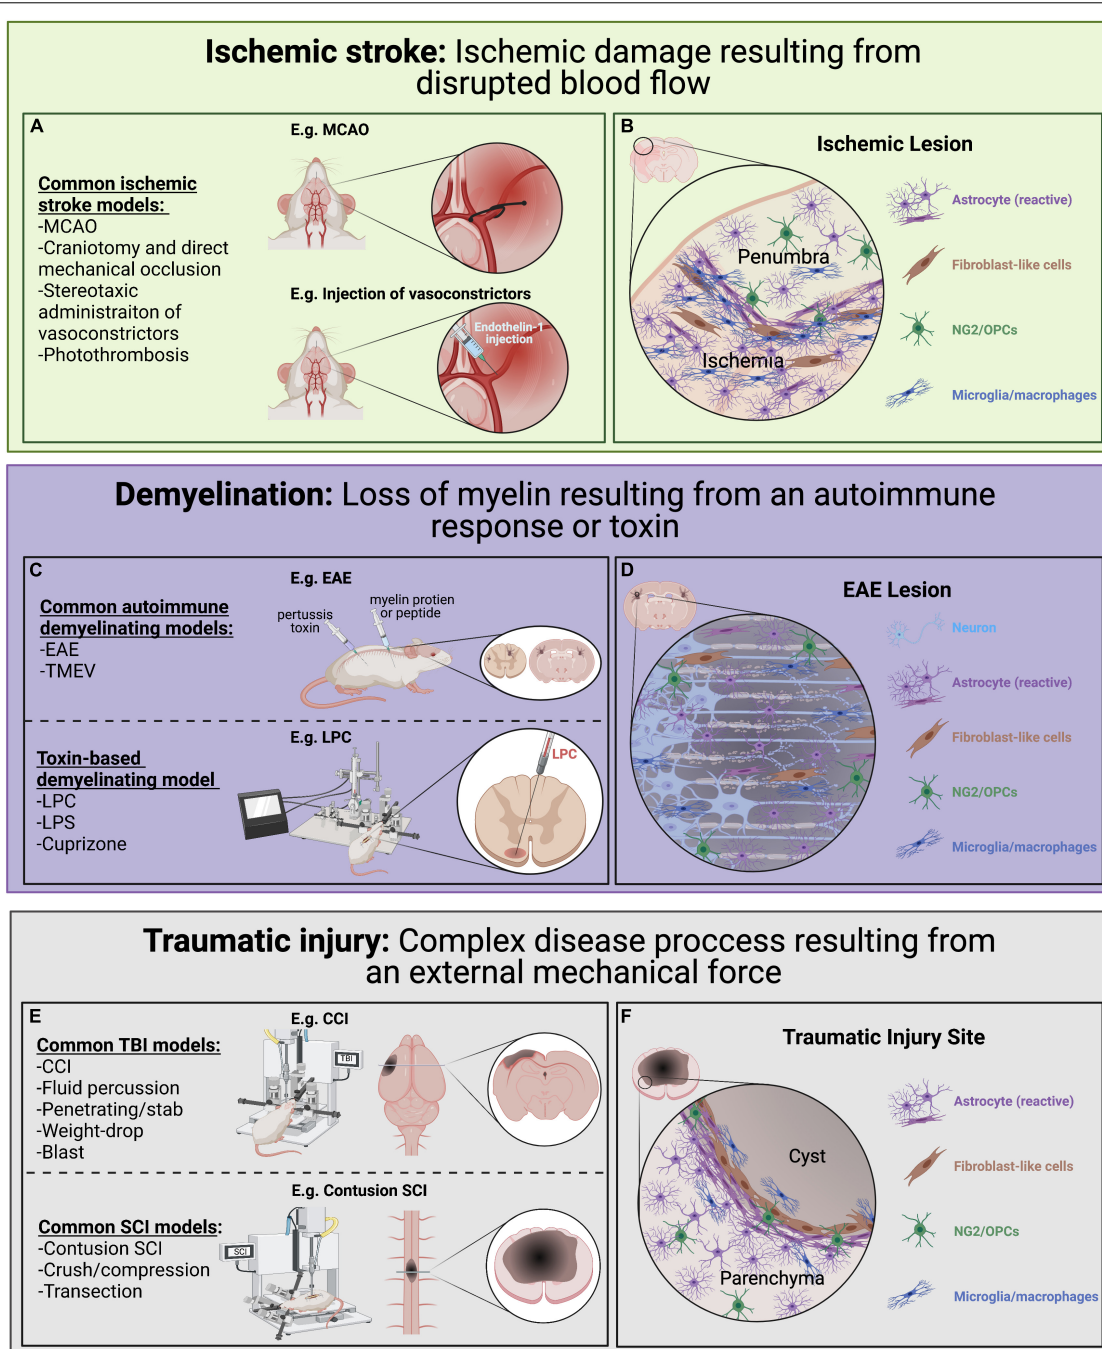 Ischemic stroke: Ischemic damage resulting from
disrupted blood flow
A
E.g. MCAO
Common ischemic
stroke models:
-MCAO
-Craniotomy and direct
mechanical occlusion
-Stereotaxic
administraiton of
vasoconstrictors
-Photothrombosis
E.g. Injection of vasoconstrictors
Endothelin-1
injection
B
Ischemic Lesion
Penumbra
Ischemia
Astrocyte (reactive)
Fibroblast-like cells
NG2/OPCs
Microglia/macrophages
Demyelination: Loss of myelin resulting from an autoimmune
response or toxin
C
E.g. EAE
Common autoimmune
demyelinating models:
-EAE
-TMEV
pertussis
toxin
myelin protien
or peptide
E.g. LPC
Toxin-based
demyelinating model
-LPC
-LPS
-Cuprizone
LPC
D
EAE Lesion
Neuron
Astrocyte (reactive)
Fibroblast-like cells
NG2/OPCs
Microglia/macrophages
Traumatic injury: Complex disease proccess resulting from
an external mechanical force
E
E.g. CCI
Common TBI models:
-CCI
-Fluid percussion
-Penetrating/stab
-Weight-drop
-Blast
TBI
E.g. Contusion SCI
Common SCI models:
-Contusion SCI
-Crush/compression
-Transection
SCI
F
Traumatic Injury Site
Cyst
Parenchyma
Astrocyte (reactive)
Fibroblast-like cells
NG2/OPCs
Microglia/macrophages